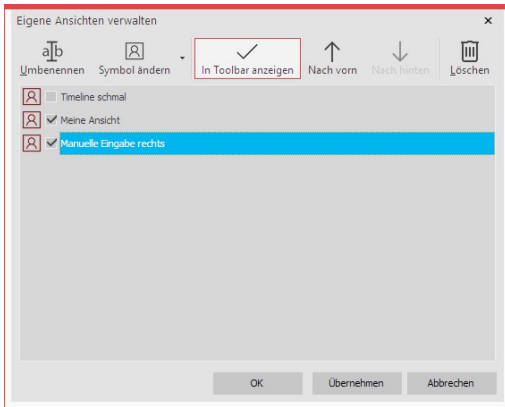 Eigene Ansichten verwalten
Umbenennen Symbol ändern In Toolbar anzeigen Nach vorn Nach hinten Löschen
Timeline schmal
Meine Ansicht
Manuelle Eingabe rechts
OK Übernehmen Abbrechen